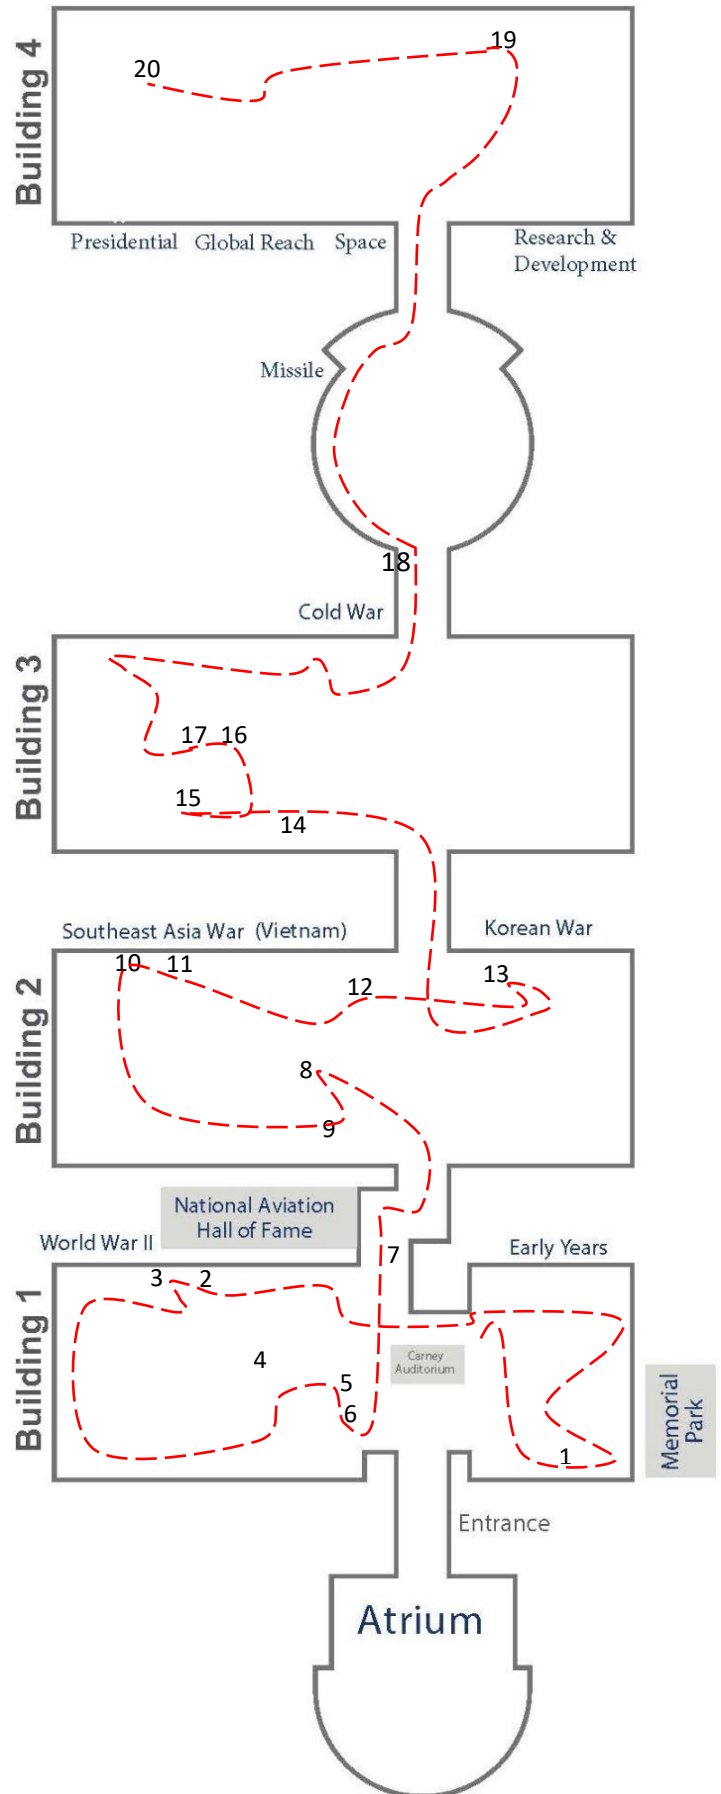 Building 4
19
20
Presidential
Global Reach
Space
Research &
Development
Missile
18
Cold War
Building 3
17
16
15
14
Southeast Asia War (Vietnam)
Korean War
Building 2
10
11
12
13
8
9
National Aviation
Hall of Fame
World War II
7
Early Years
Building 1
3
2
4
5
6
Carney
Auditorium
1
Memorial
Park
Entrance
Atrium